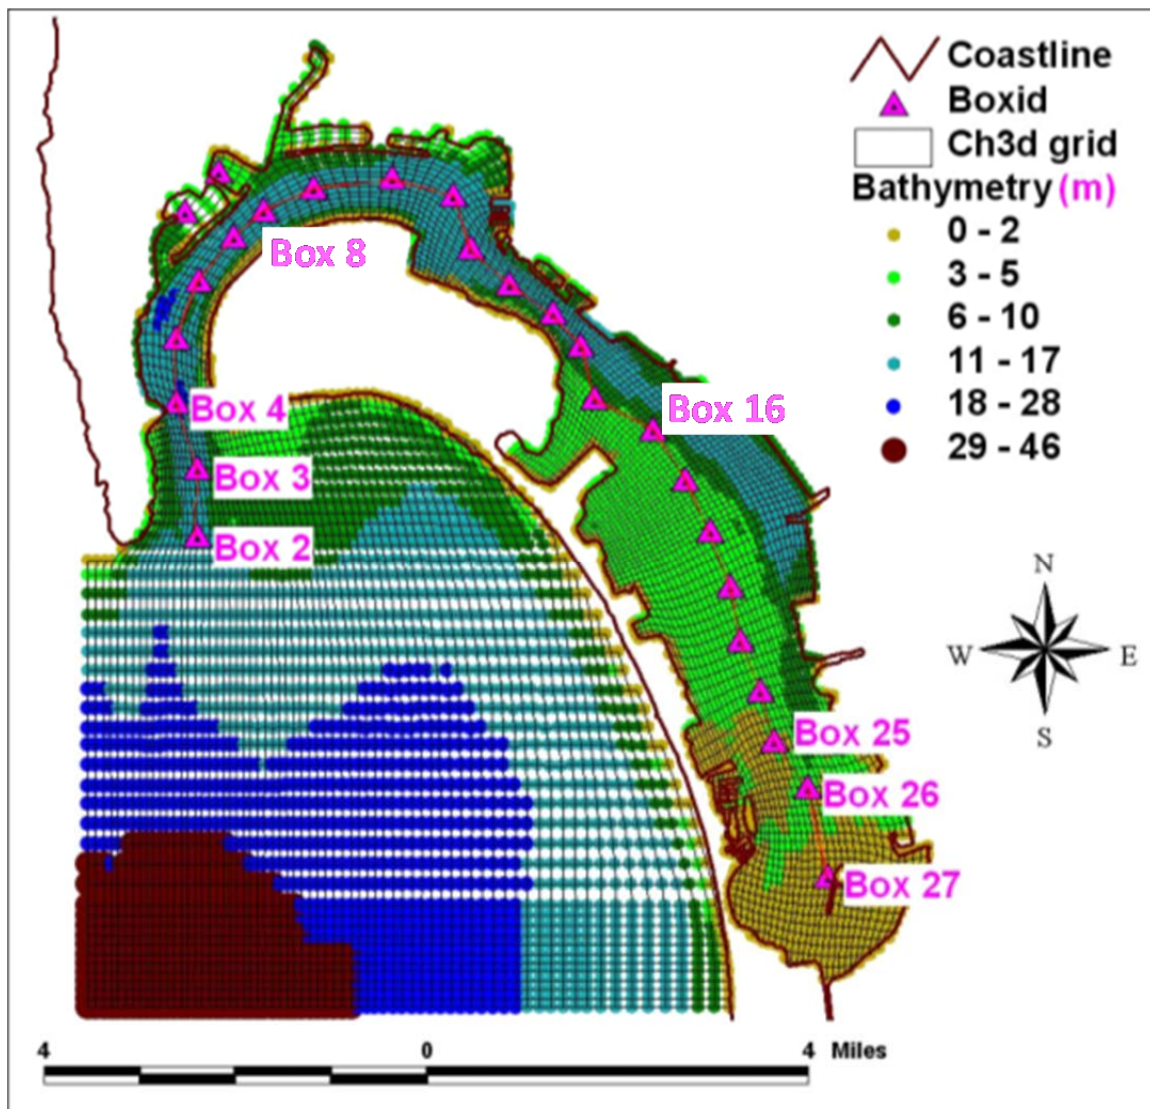 Coastline
Boxid
Ch3d grid
Bathymetry (m)
0 - 2
3 - 5
6 - 10
11 - 17
18 - 28
29 - 46
Box 8
Box 4
Box 16
Box 3
Box 2
N
W E
S
Box 25
Box 26
Box 27
4 0 4 Miles